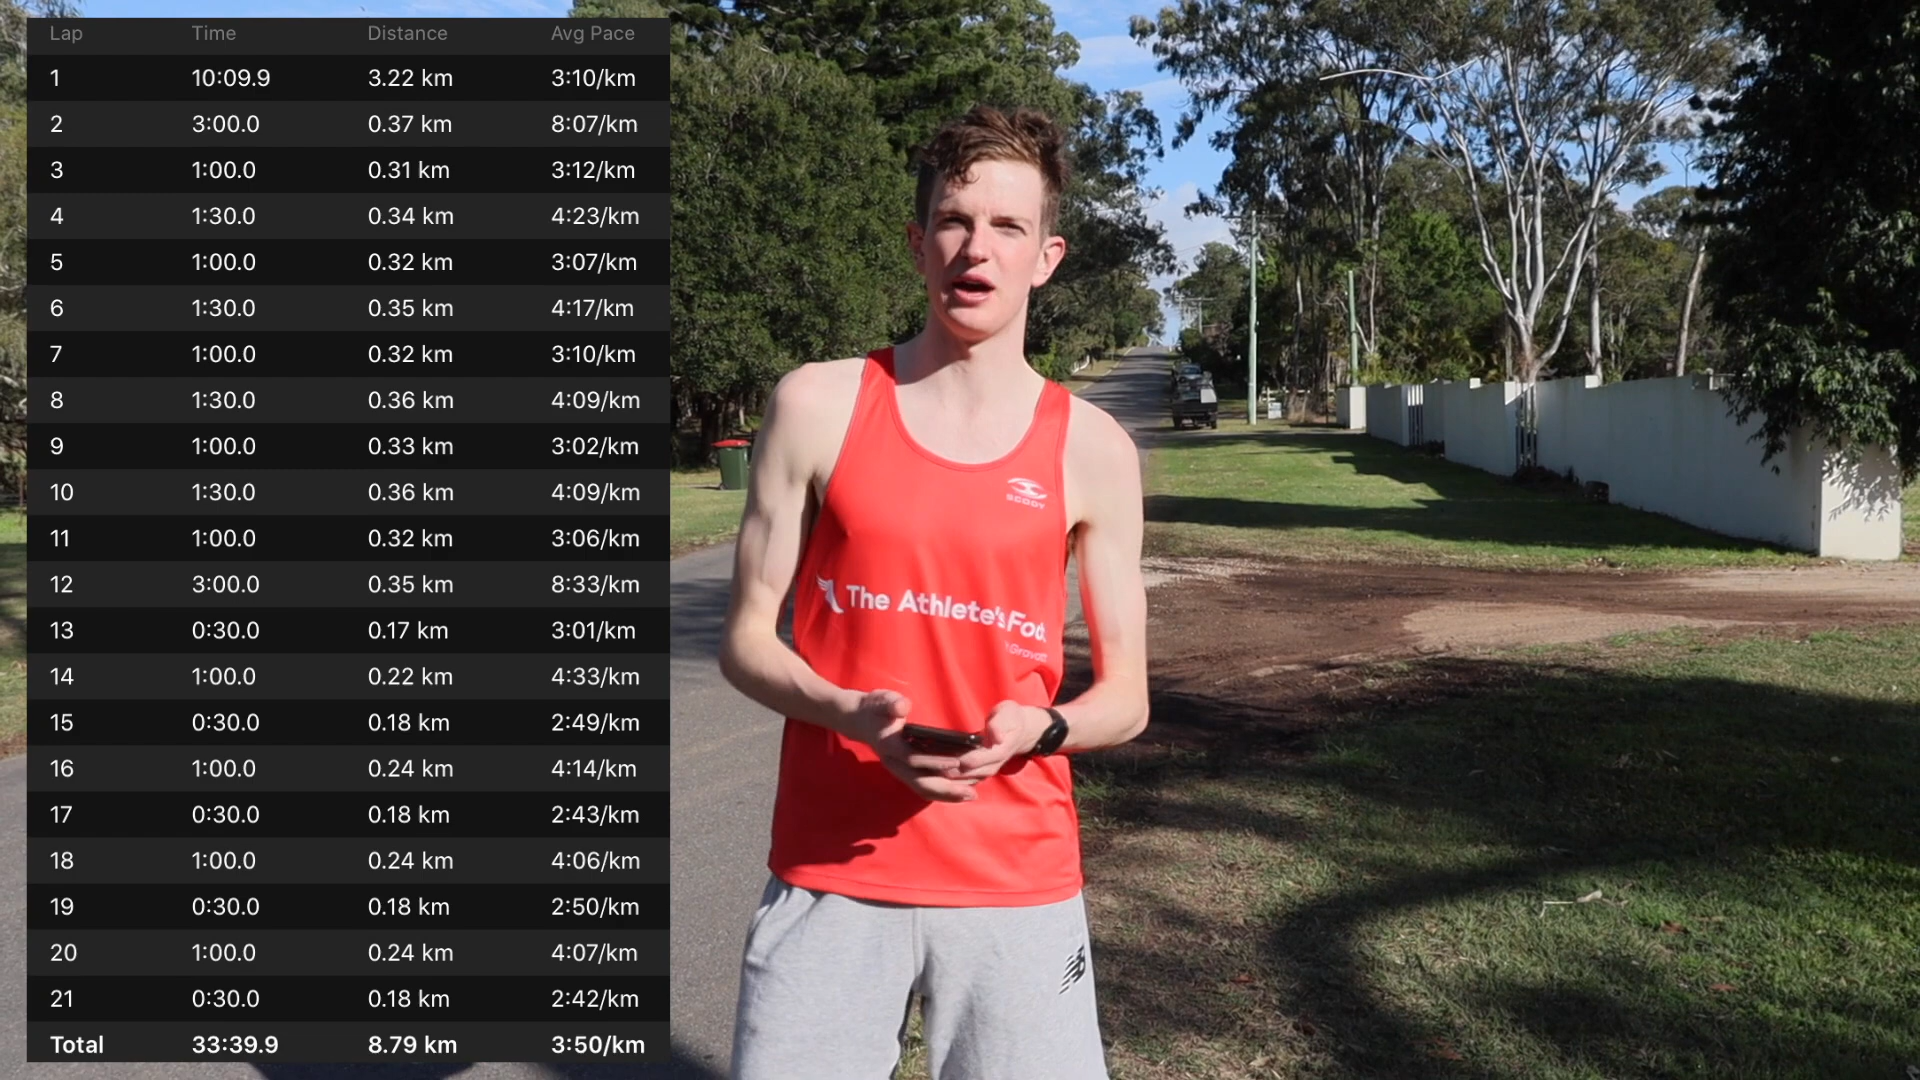 Lap Time Distance Avg Pace
1 10:09.9 3.22 km 3:10/km
2 3:00.0 0.37 km 8:07/km
3 1:00.0 0.31 km 3:12/km
4 1:30.0 0.34 km 4:23/km
5 1:00.0 0.32 km 3:07/km
6 1:30.0 0.35 km 4:17/km
7 1:00.0 0.32 km 3:10/km
8 1:30.0 0.36 km 4:09/km
9 1:00.0 0.33 km 3:02/km
10 1:30.0 0.36 km 4:09/km
11 1:00.0 0.32 km 3:06/km
12 3:00.0 0.35 km 8:33/km
13 0:30.0 0.17 km 3:01/km
14 1:00.0 0.22 km 4:33/km
15 0:30.0 0.18 km 2:49/km
16 1:00.0 0.24 km 4:14/km
17 0:30.0 0.18 km 2:43/km
18 1:00.0 0.24 km 4:06/km
19 0:30.0 0.18 km 2:50/km
20 1:00.0 0.24 km 4:07/km
21 0:30.0 0.18 km 2:42/km
Total 33:39.9 8.79 km 3:50/km
SCODY
The Athlete's Foot